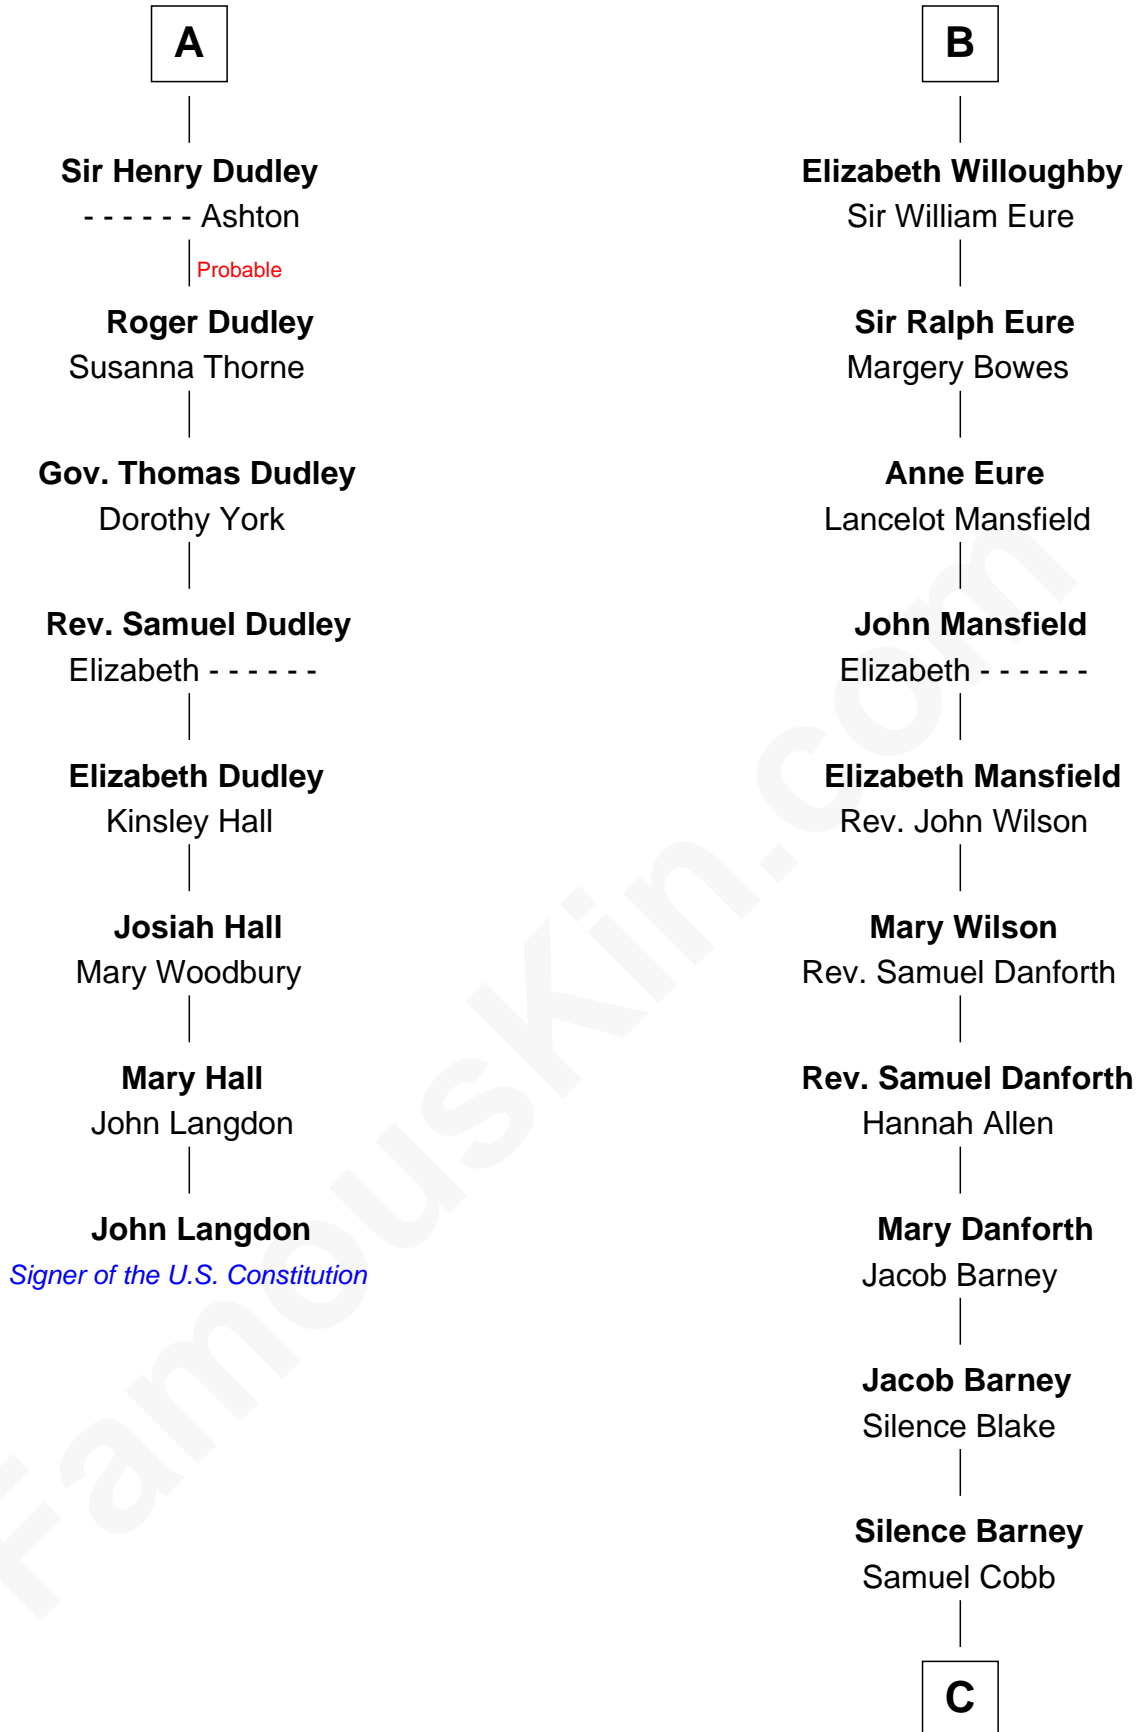 A
Sir Henry Dudley
- - - - - - Ashton
Probable
Roger Dudley
Susanna Thorne
Gov. Thomas Dudley
Dorothy York
Rev. Samuel Dudley
Elizabeth - - - - - -
Elizabeth Dudley
Kinsley Hall
Josiah Hall
Mary Woodbury
Mary Hall
John Langdon
John Langdon
Signer of the U.S. Constitution
B
Elizabeth Willoughby
Sir William Eure
Sir Ralph Eure
Margery Bowes
Anne Eure
Lancelot Mansfield
John Mansfield
Elizabeth - - - - - -
Elizabeth Mansfield
Rev. John Wilson
Mary Wilson
Rev. Samuel Danforth
Rev. Samuel Danforth
Hannah Allen
Mary Danforth
Jacob Barney
Jacob Barney
Silence Blake
Silence Barney
Samuel Cobb
C
FamousKin.com